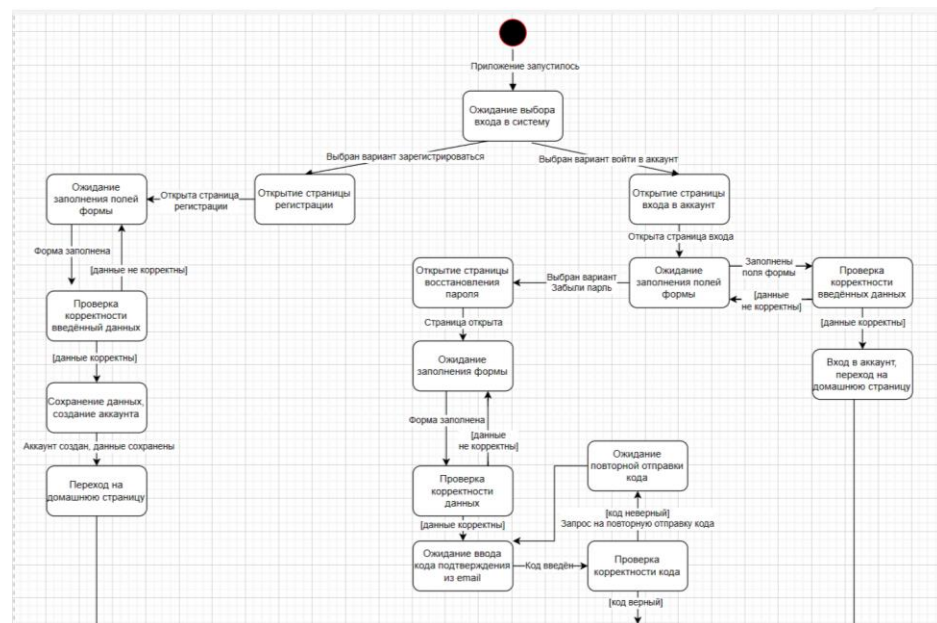 Приложение запустилось
Ожидание выбора
входа в систему
Выбран вариант зарегистрироваться
Выбран вариант войти в аккаунт
Ожидание
заполнения полей
формы
Открыта страница
регистрации
Открытие страницы
регистрации
Открытие страницы
входа в аккаунт
Форма заполнена
[данные не корректны]
Открыта страница входа
Открытие страницы
восстановления
пароля
Выбран вариант
Забыли парль
Ожидание
заполнения полей
формы
Заполнены
поля формы
[данные
не корректны]
Проверка
корректности
введённых данных
Проверка
корректности
введённый данных
Страница открыта
[данные корректны]
[данные корректны]
Ожидание
заполнения формы
Вход в аккаунт,
переход на
домашнюю страницу
Сохранение данных,
создание аккаунта
Форма заполнена
[данные
не корректны]
Аккаунт создан, данные сохранены
Переход на
домашнюю страницу
Проверка
корректности
данных
Ожидание
повторной отправки
кода
[код неверный]
Запрос на повторную отправку кода
[данные корректны]
Ожидание ввода
кода подтверждения
из email
Код введён
Проверка
корректности кода
[код верный]